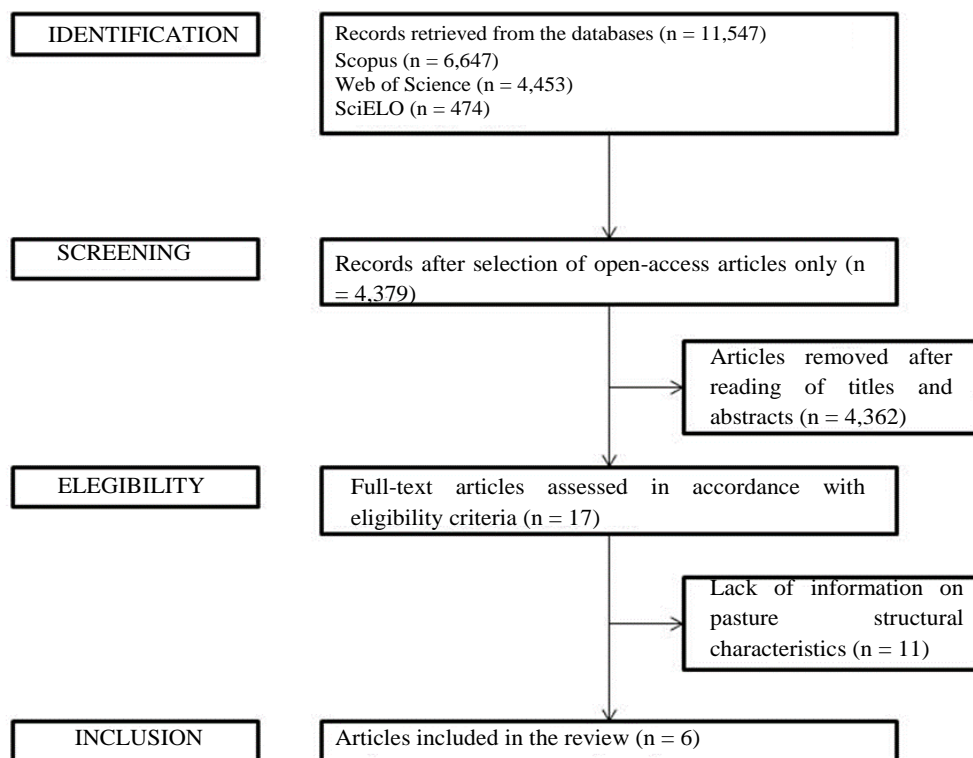 IDENTIFICATION
Records retrieved from the databases (n = 11,547)
Scopus (n = 6,647)
Web of Science (n = 4,453)
SciELO (n = 474)
SCREENING
Records after selection of open-access articles only (n
= 4,379)
Articles removed after
reading of titles and
abstracts (n = 4,362)
ELEGIBILITY
Full-text articles assessed in accordance with
eligibility criteria (n = 17)
Lack of information on
pasture structural
characteristics (n = 11)
INCLUSION
Articles included in the review (n = 6)